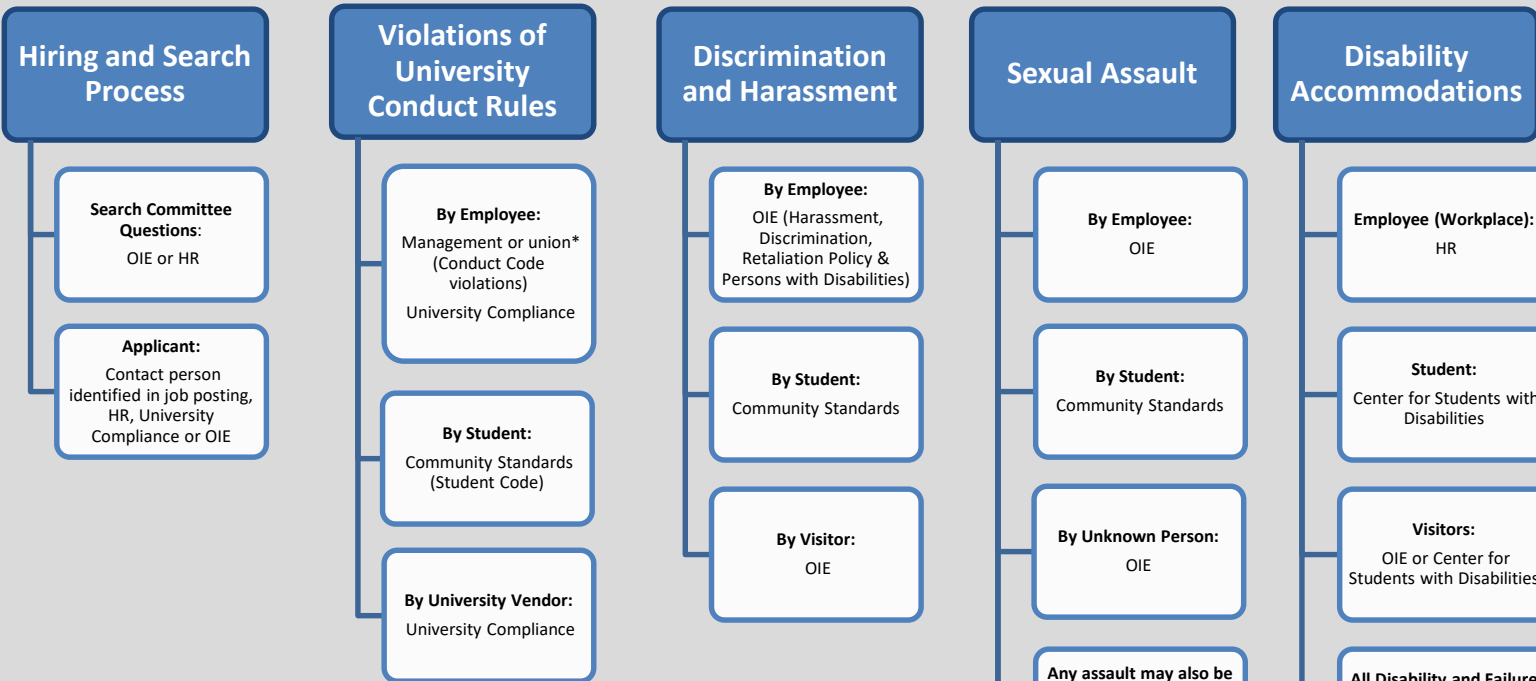 Hiring and Search
Process
Search Committee
Questions:
OIE or HR
Applicant:
Contact person
identified in job posting,
HR, University
Compliance or OIE
Violations of
University
Conduct Rules
By Employee:
Management or union*
(Conduct Code
violations)
University Compliance
By Student:
Community Standards
(Student Code)
By University Vendor:
University Compliance
Discrimination
and Harassment
By Employee:
OIE (Harassment,
Discrimination,
Retaliation Policy &
Persons with Disabilities)
By Student:
Community Standards
By Visitor:
OIE
Sexual Assault
By Employee:
OIE
By Student:
Community Standards
By Unknown Person:
OIE
Any assault may also be
Disability
Accommodations
Employee (Workplace):
HR
Student:
Center for Students with
Disabilities
Visitors:
OIE or Center for
Students with Disabilities
All Disability and Failure